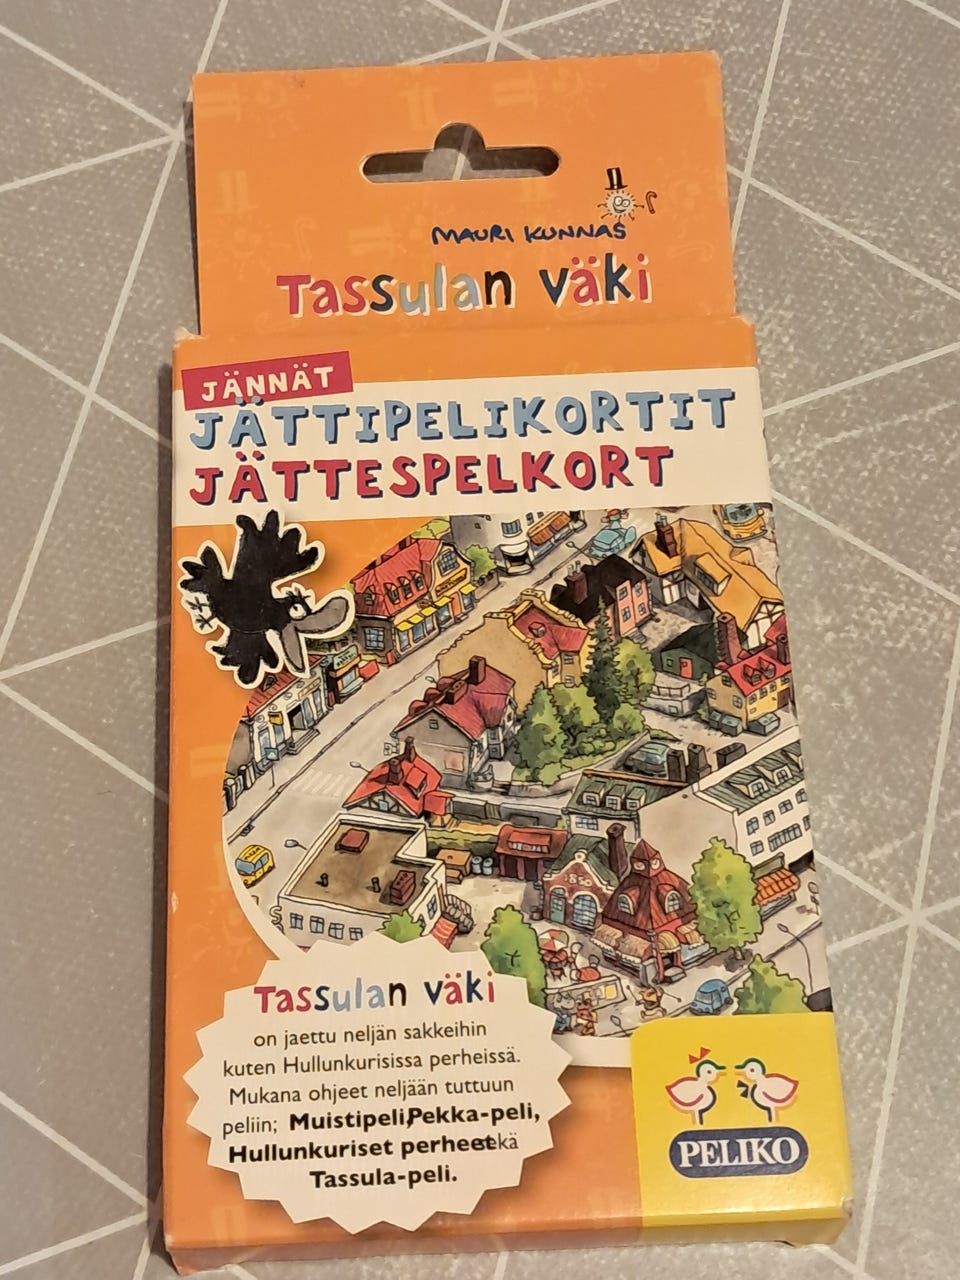 MAURI KUNNAS
Tassulan väki
JÄNNÄT
JÄTTIPELIKORTIT
JÄTTESPELKORT
1850
Tassulan väki
on jaettu neljän sakkeihin
kuten Hullunkurisissa perheissä.
Mukana ohjeet neljään tuttuun
peliin; Muistipeli, Pekka-peli,
Hullunkuriset perheet sekä
Tassula-peli.
PELIKO